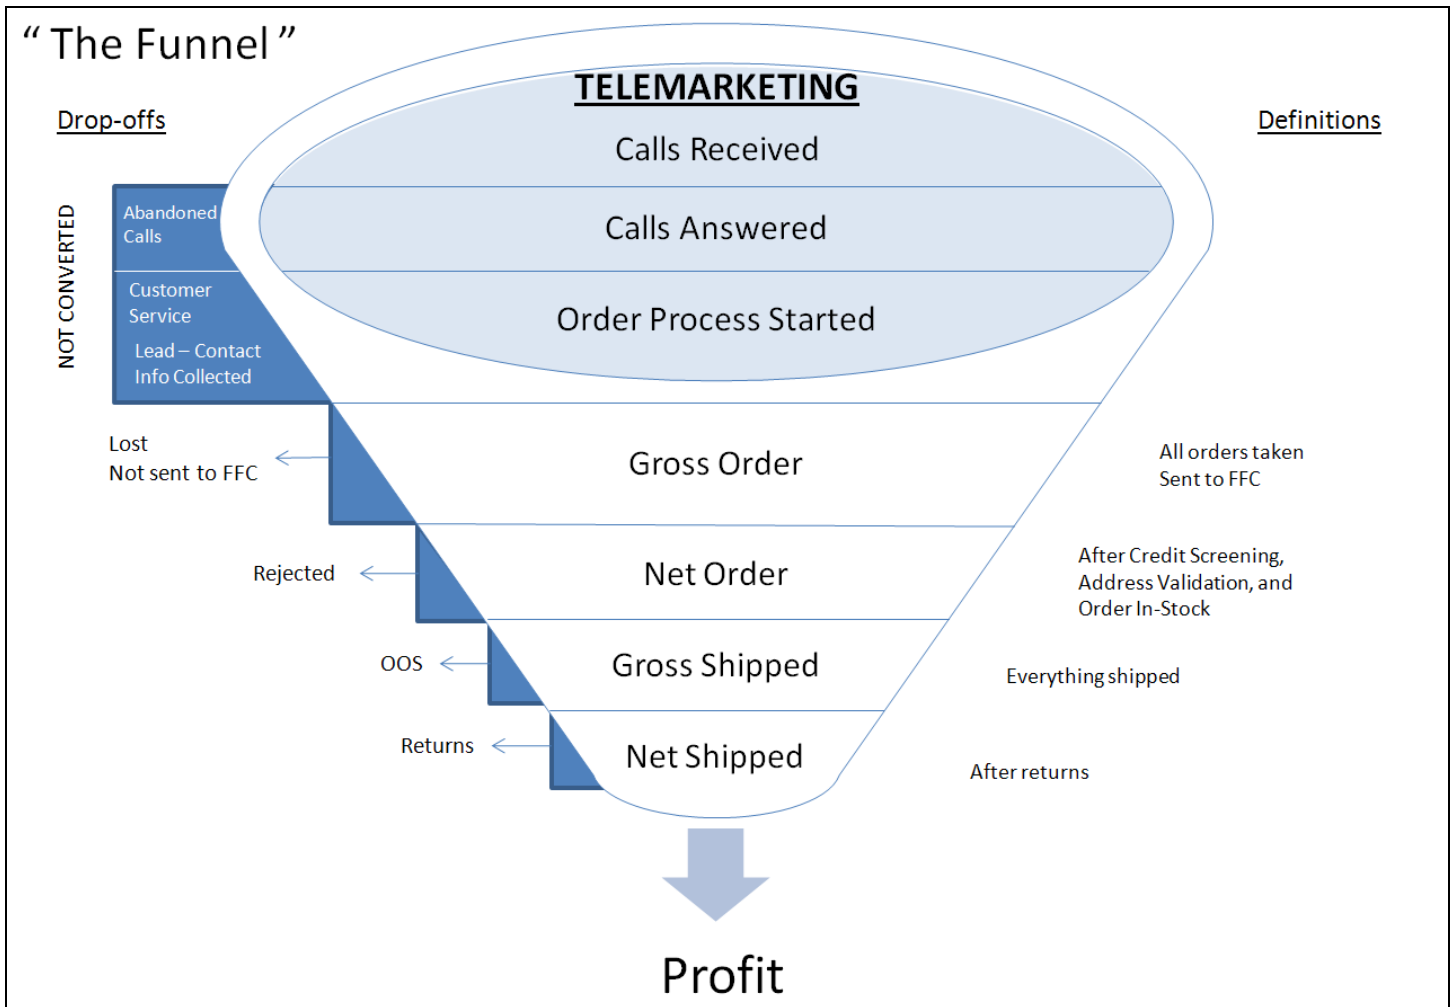 “ The Funnel ”
TELEMARKETING
Drop-offs
Definitions
Calls Received
NOT CONVERTED
Abandoned
Calls
Calls Answered
Customer
Service
Lead – Contact
Info Collected
Order Process Started
Lost
Not sent to FFC
Gross Order
All orders taken
Sent to FFC
Rejected
Net Order
After Credit Screening,
Address Validation, and
Order In-Stock
OOS
Gross Shipped
Everything shipped
Returns
Net Shipped
After returns
Profit